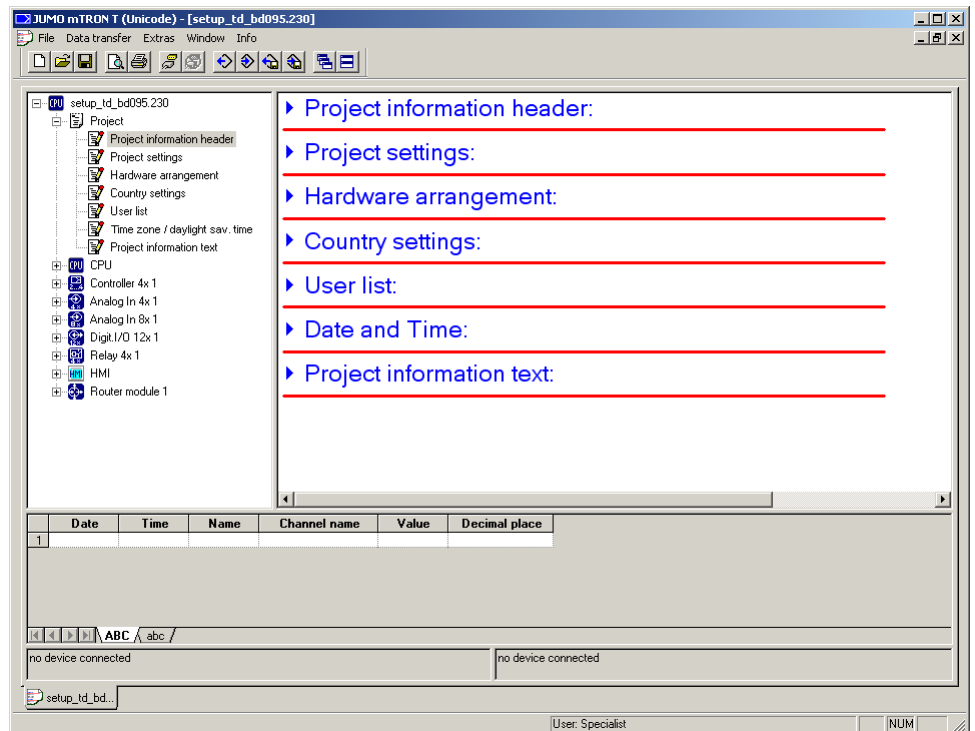 JUMO mTRON T (Unicode) - [setup_td_bd095.230]
File Data transfer Extras Window Info
CPU setup_td_bd095.230
Project
Project information header
Project settings
Hardware arrangement
Country settings
User list
Time zone / daylight sav. time
Project information text
CPU CPU
Controller 4x 1
Analog In 4x 1
Analog In 8x 1
Digit.I/O 12x 1
Relay 4x 1
HMI HMI
Router module 1
Project information header:
Project settings:
Hardware arrangement:
Country settings:
User list:
Date and Time:
Project information text:
Date Time Name Channel name Value Decimal place
1
ABC abc
no device connected no device connected
setup_td_bd...
User: Specialist NUM